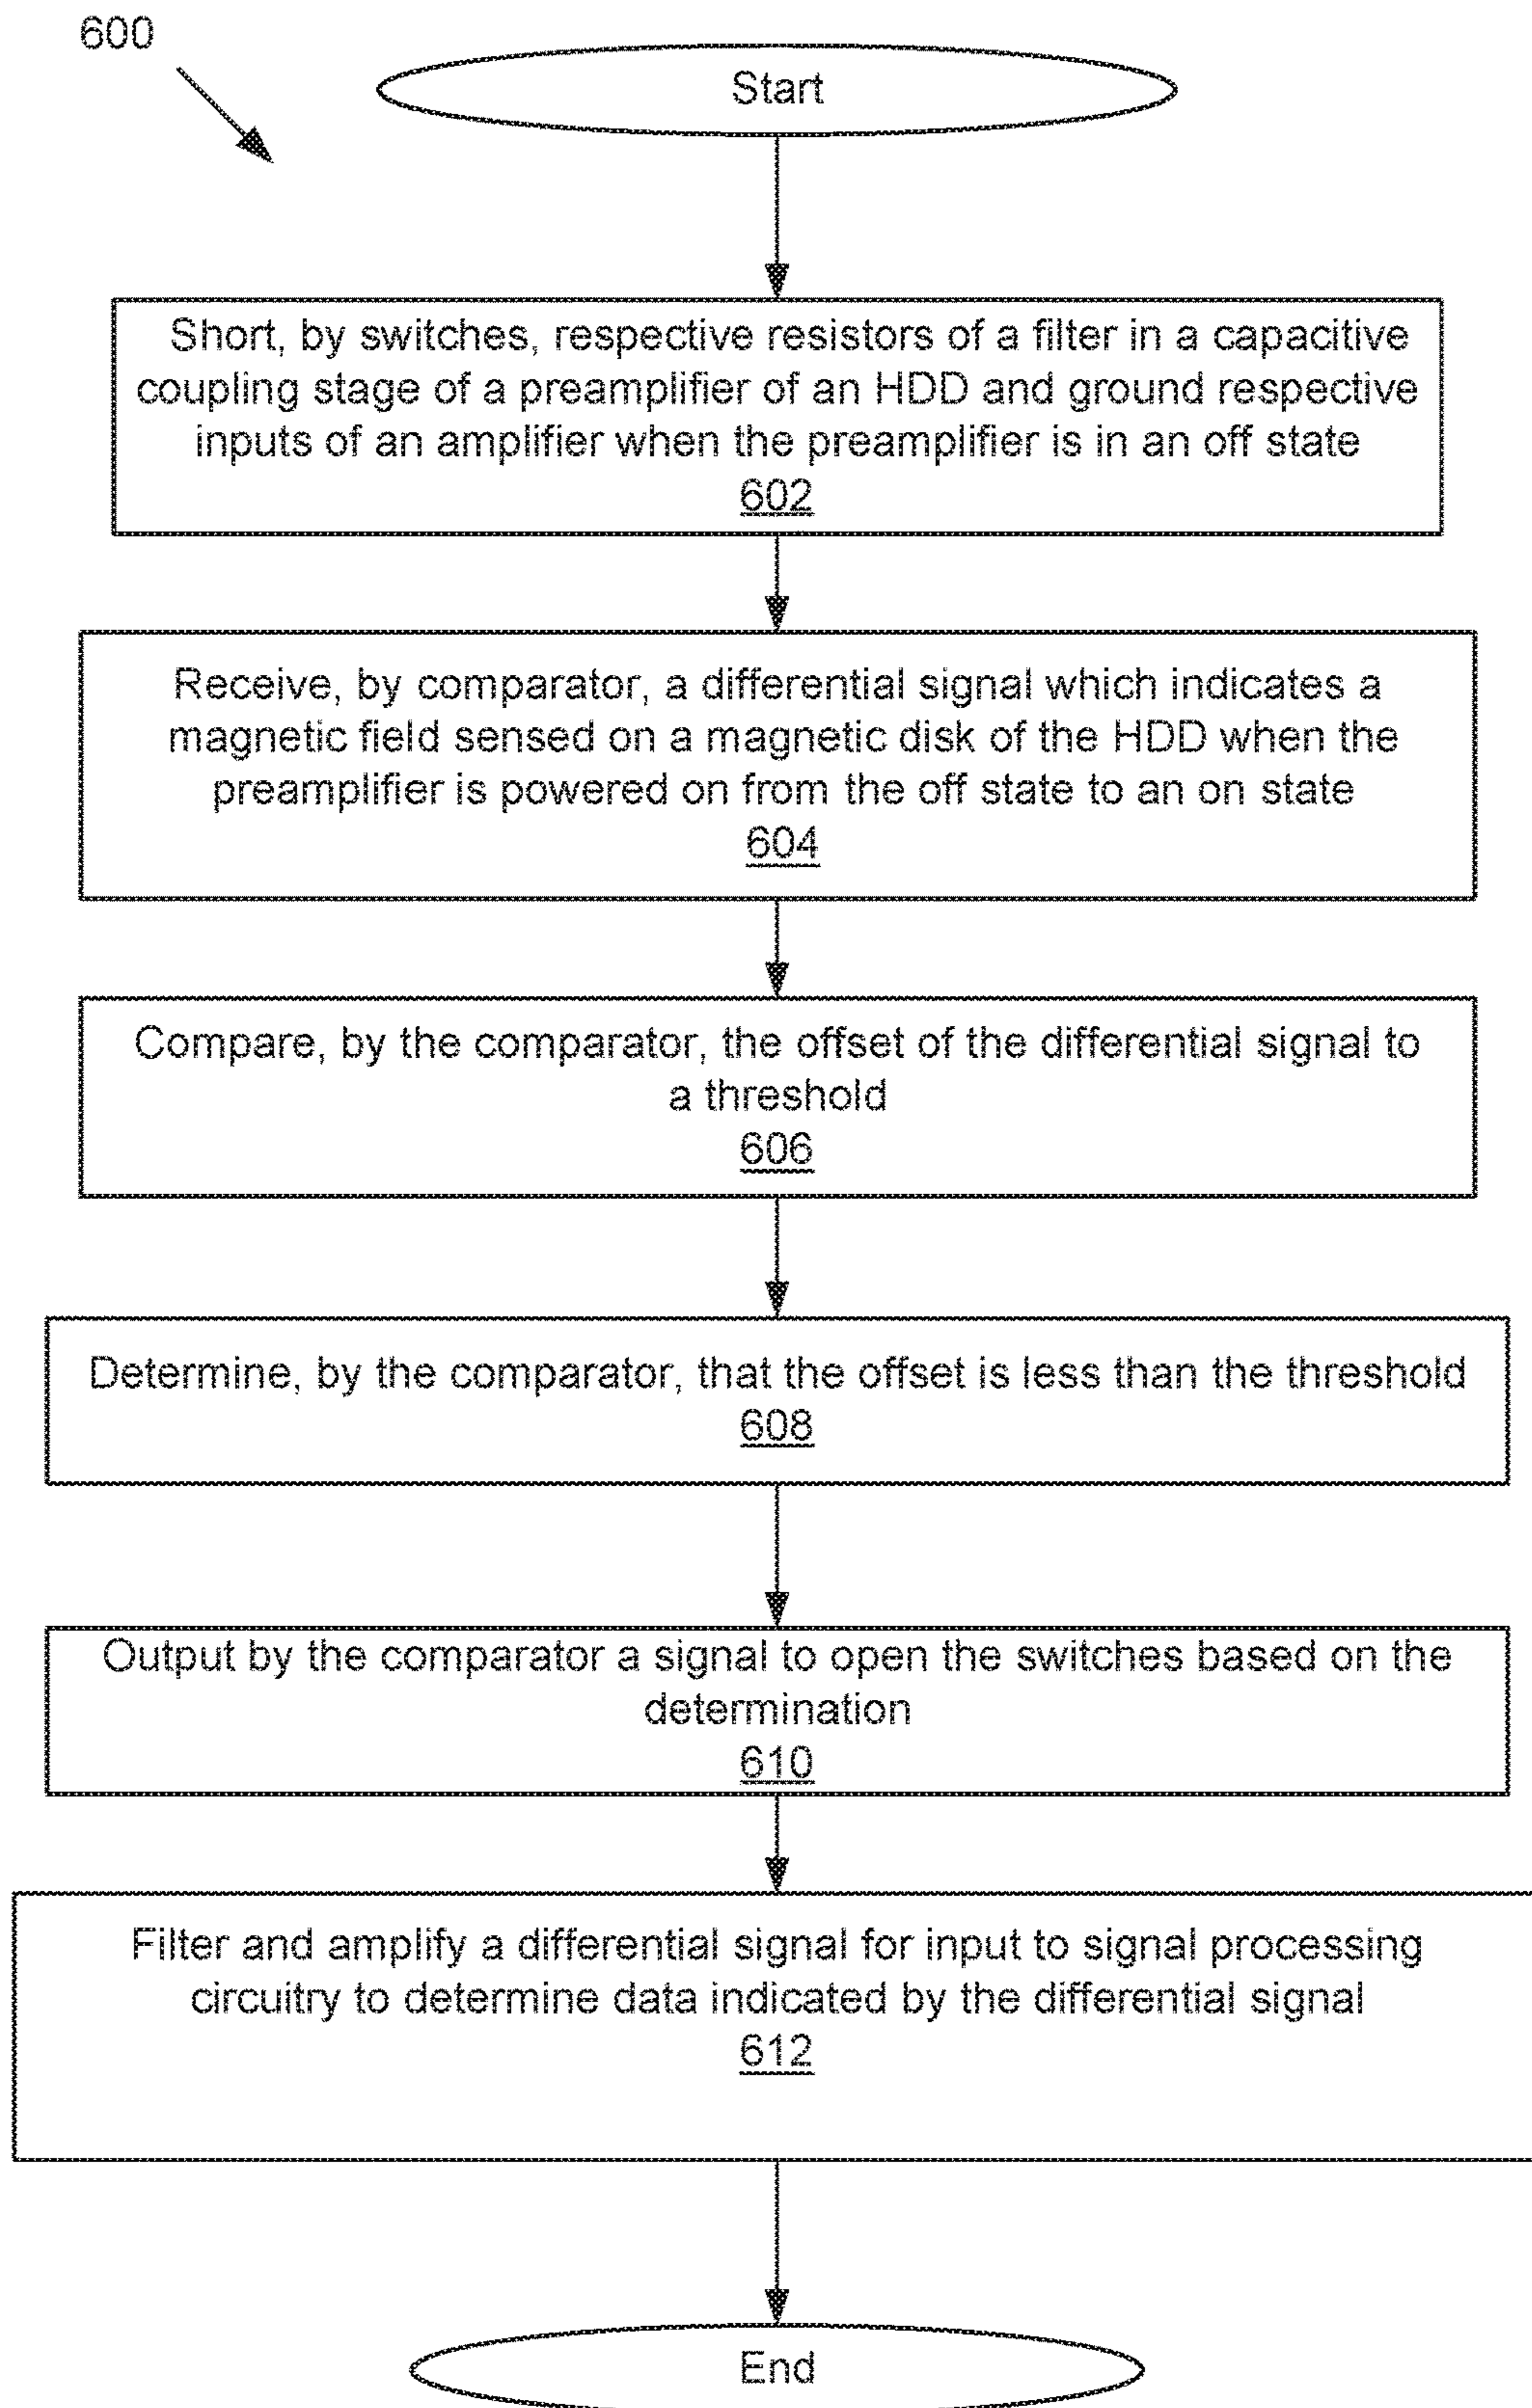 600
Start
Short, by switches, respective resistors of a filter in a capacitive
coupling stage of a preamplifier of an HDD and ground respective
inputs of an amplifier when the preamplifier is in an off state
602
Receive, by comparator, a differential signal which indicates a
magnetic field sensed on a magnetic disk of the HDD when the
preamplifier is powered on from the off state to an on state
604
Compare, by the comparator, the offset of the differential signal to
a threshold
606
Determine, by the comparator, that the offset is less than the threshold
608
Output by the comparator a signal to open the switches based on the
determination
610
Filter and amplify a differential signal for input to signal processing
circuitry to determine data indicated by the differential signal
612
End